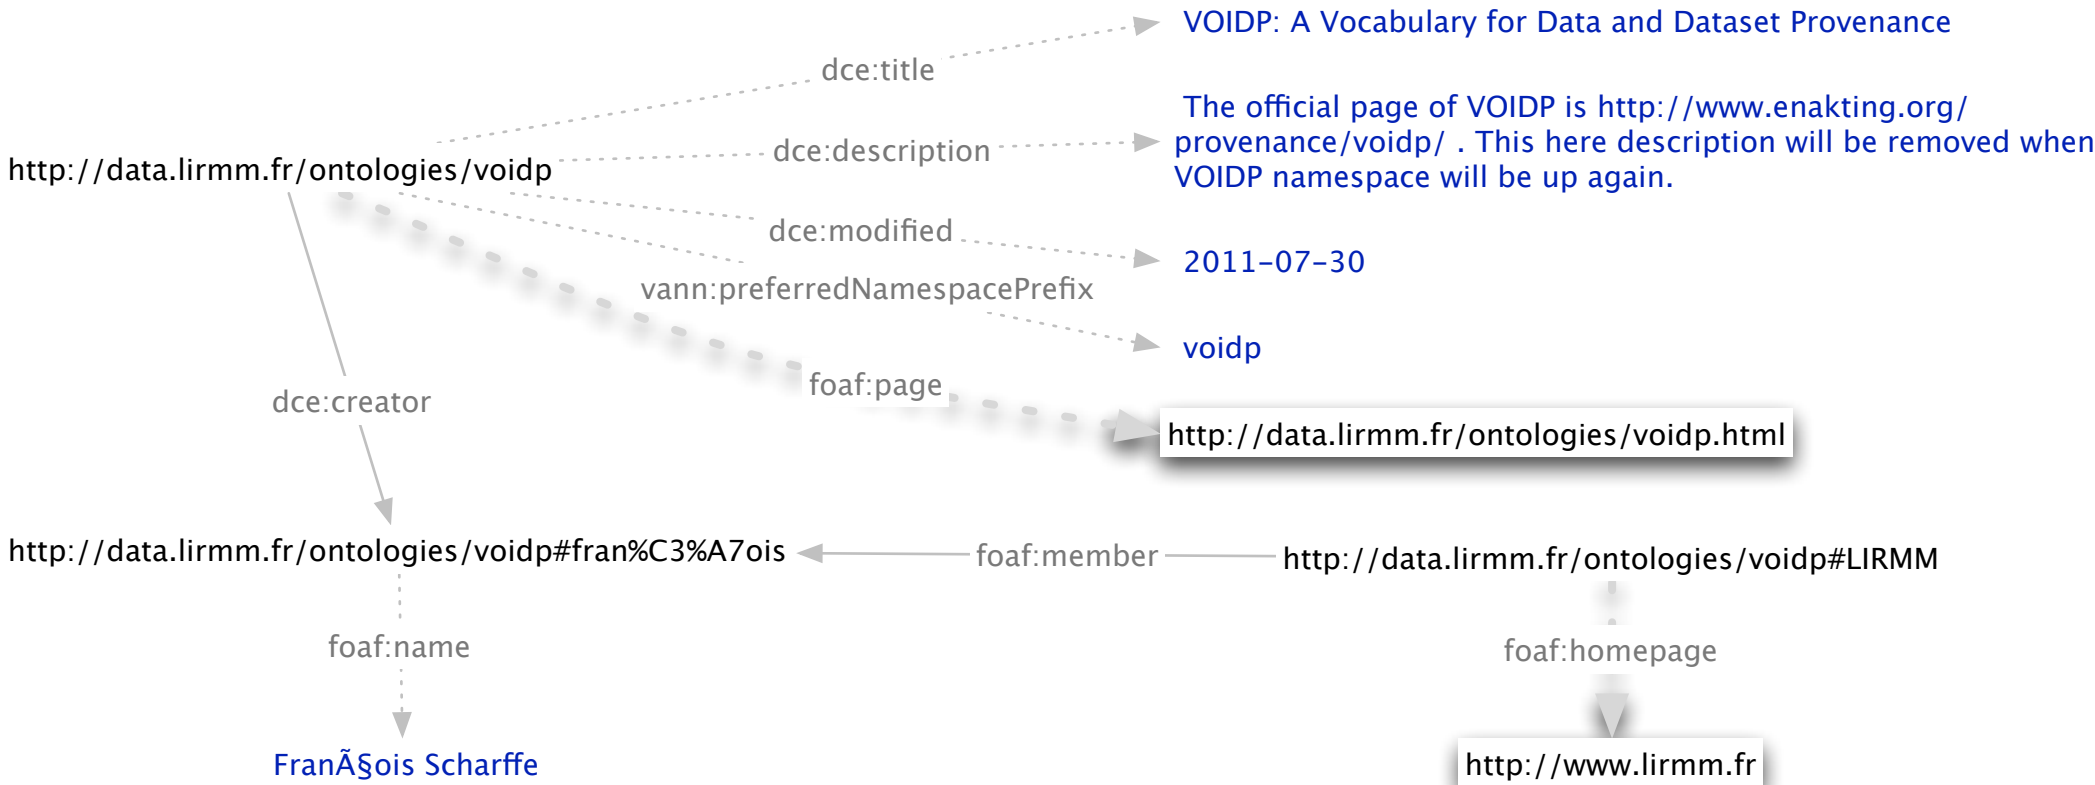 VOIDP: A Vocabulary for Data and Dataset Provenance
dce:title
The official page of VOIDP is http://www.enakting.org/
provenance/voidp/ . This here description will be removed when
VOIDP namespace will be up again.
dce:description
http://data.lirmm.fr/ontologies/voidp
dce:modified
2011-07-30
vann:preferredNamespacePrefix
voidp
foaf:page
dce:creator
http://data.lirmm.fr/ontologies/voidp.html
http://data.lirmm.fr/ontologies/voidp#fran%C3%A7ois
foaf:member
http://data.lirmm.fr/ontologies/voidp#LIRMM
foaf:name
foaf:homepage
FranÃ§ois Scharffe
http://www.lirmm.fr